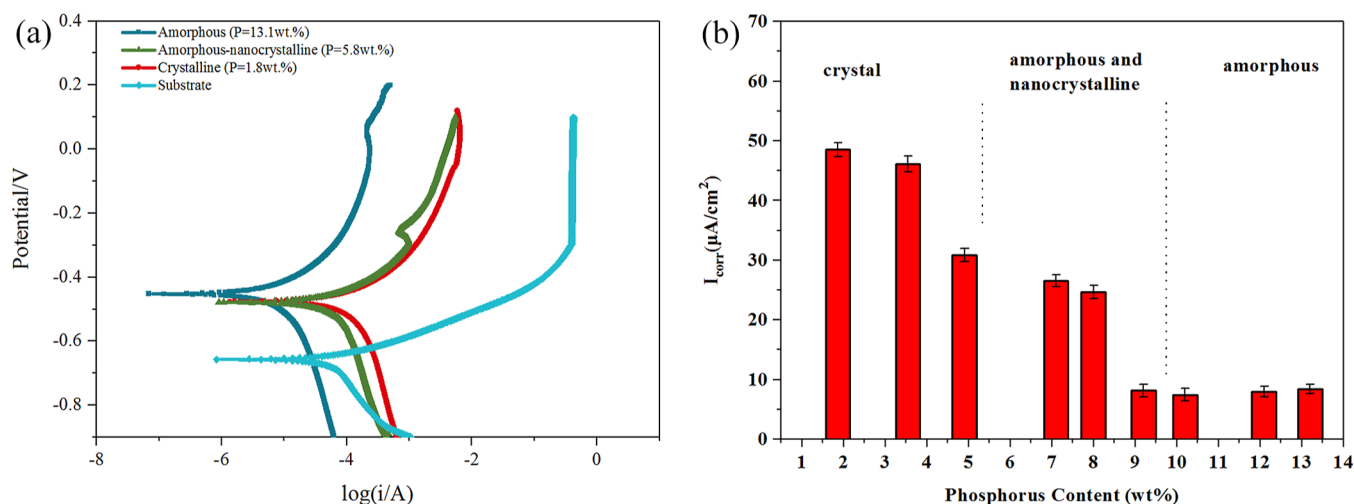 (a)
Amorphous (P=13.1wt.%)
Amorphous-nanocrystalline (P=5.8wt.%)
Crystalline (P=1.8wt.%)
Substrate
0.4
0.2
0.0
-0.2
-0.4
-0.6
-0.8
Potential/V
-8 -6 -4 -2 0
log(i/A)
(b)
crystal
amorphous and
nanocrystalline
amorphous
70
60
50
40
30
20
10
0
Icorr(μA/cm²)
1 2 3 4 5 6 7 8 9 10 11 12 13 14
Phosphorus Content (wt%)